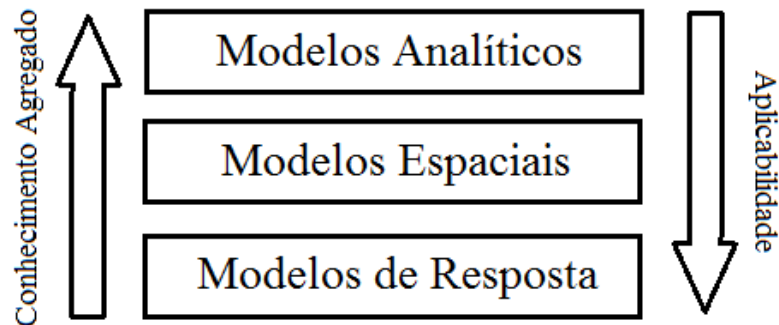 Conhecimento Agregado
Modelos Analíticos
Modelos Espaciais
Modelos de Resposta
Aplicabilidade